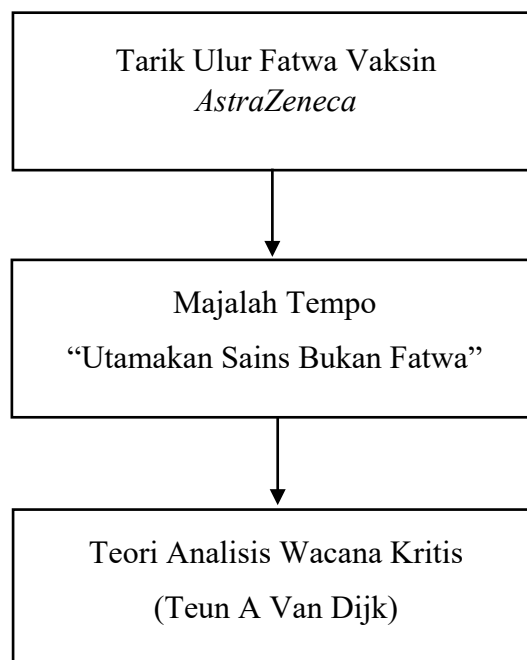 Tarik Ulur Fatwa Vaksin
AstraZeneca
Majalah Tempo
“Utamakan Sains Bukan Fatwa”
Teori Analisis Wacana Kritis
(Teun A Van Dijk)